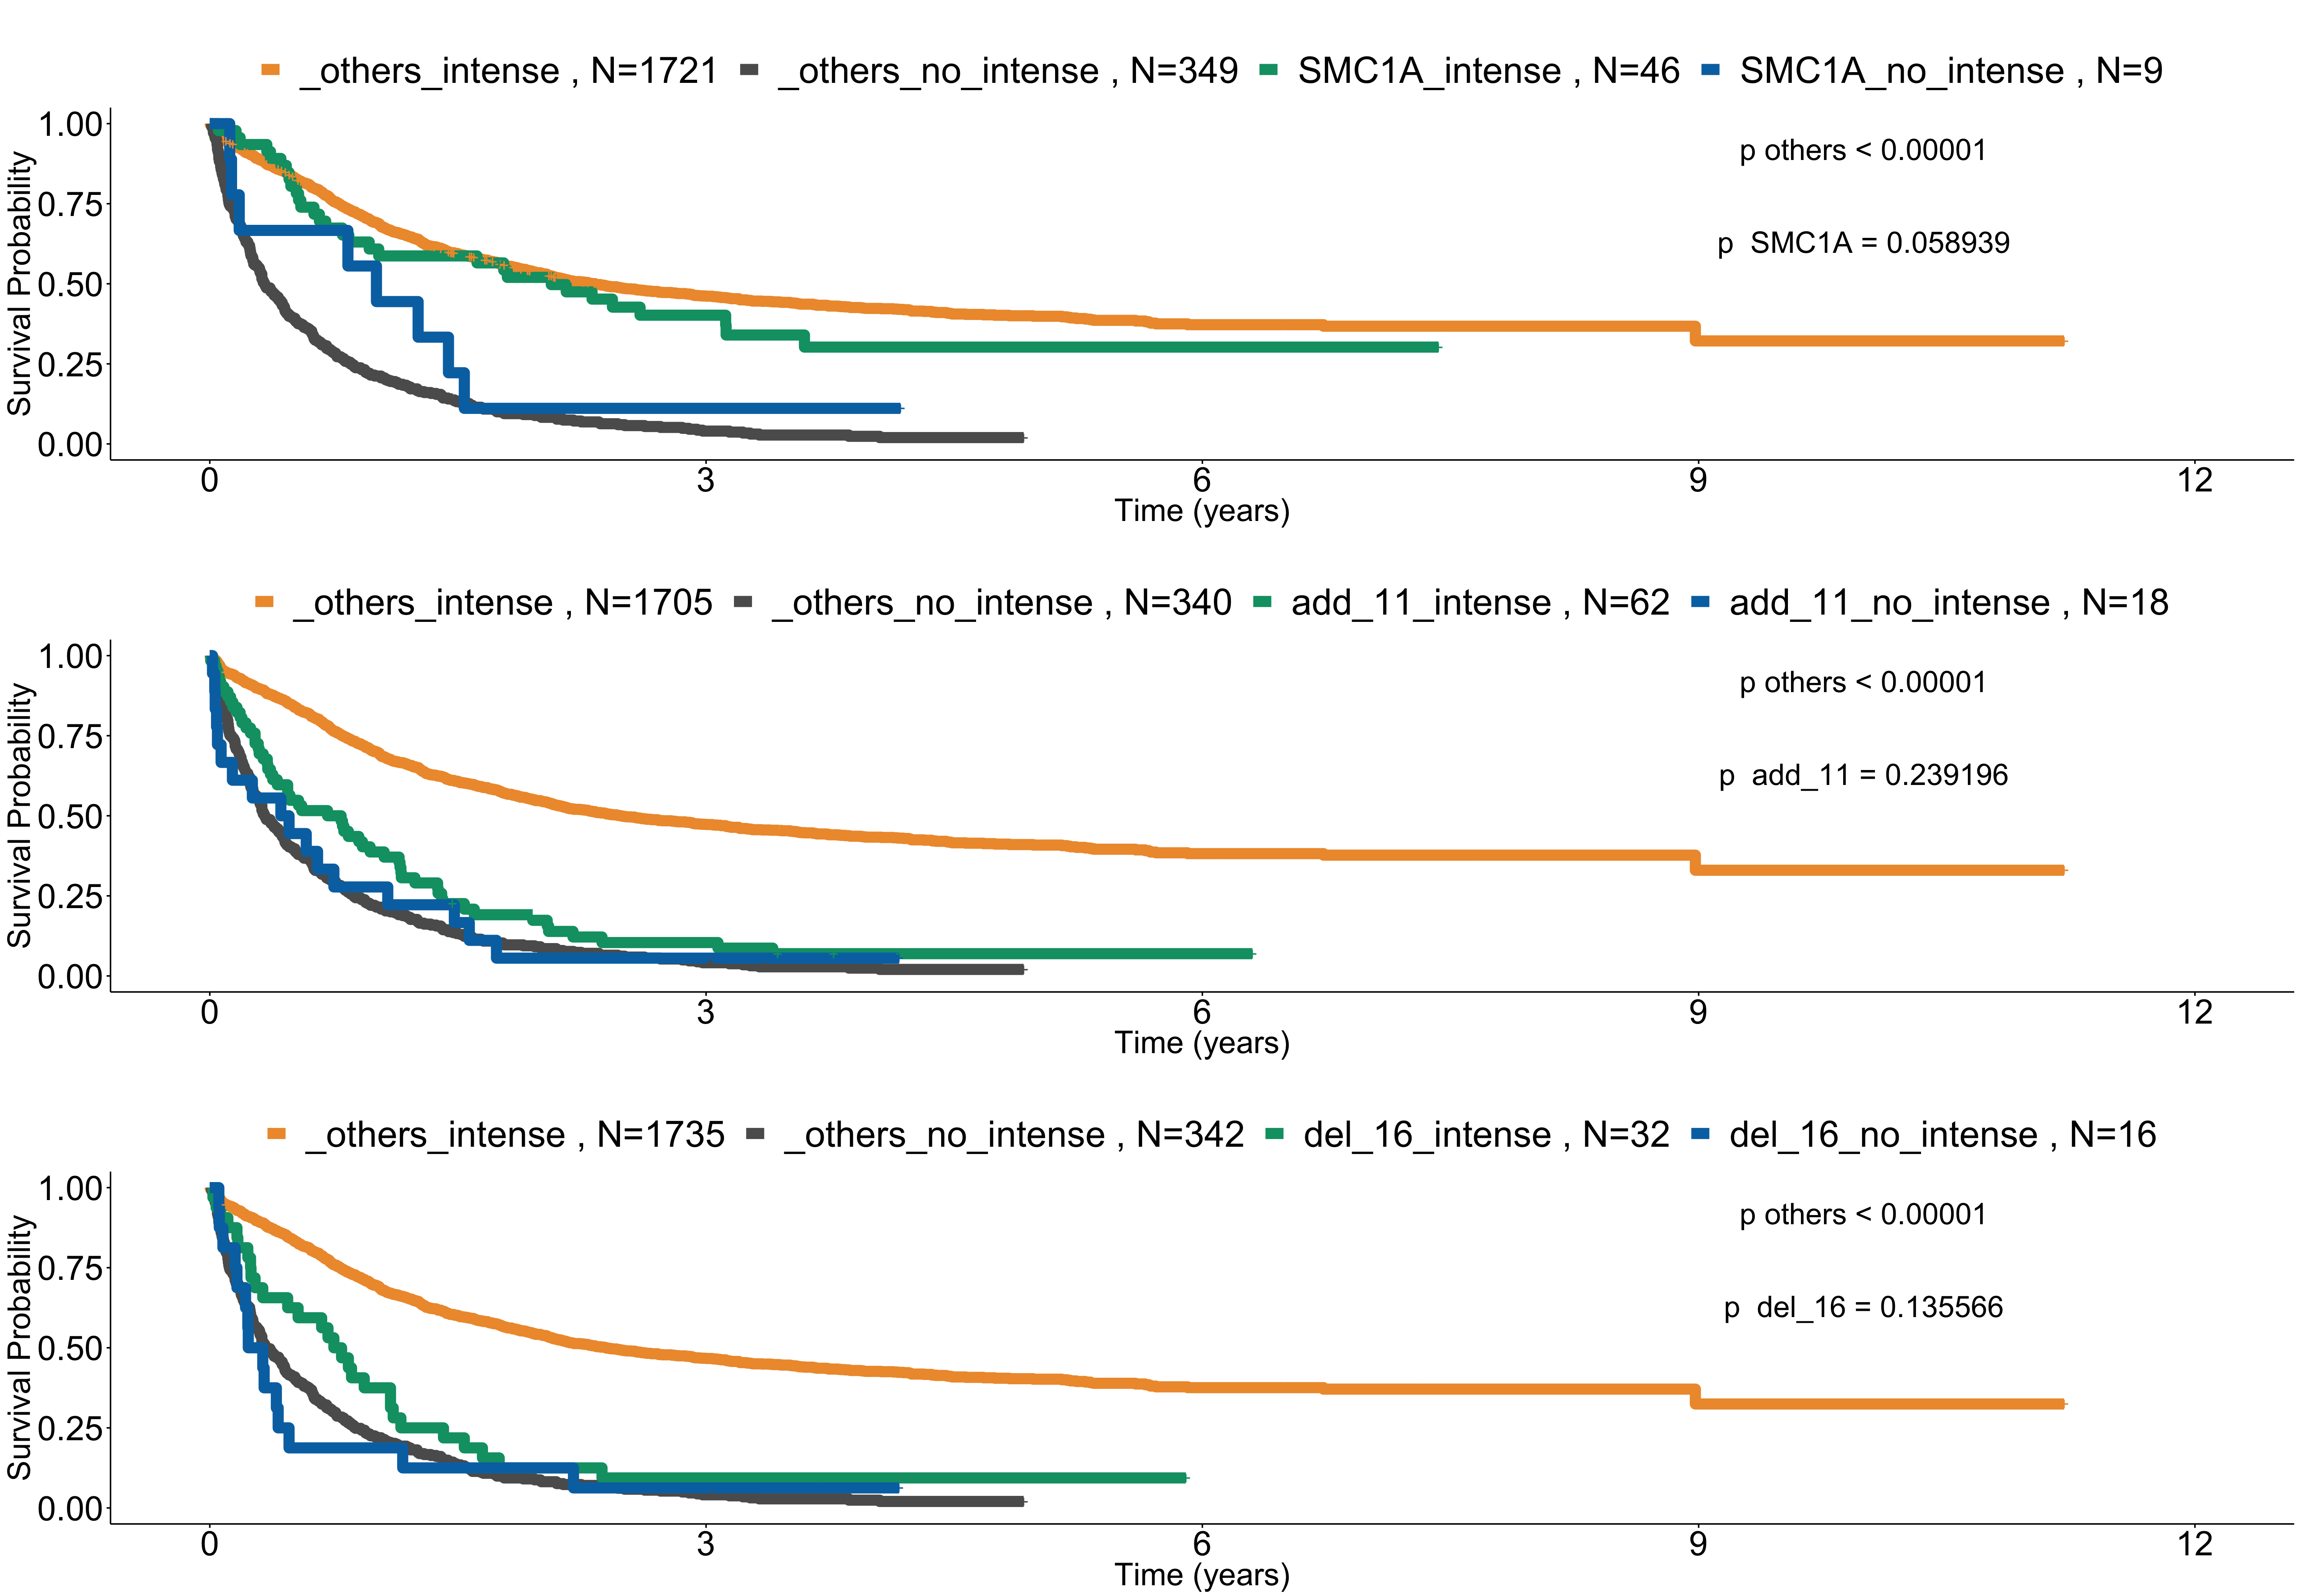 _others_intense , N=1721 _others_no_intense , N=349 SMC1A_intense , N=46 SMC1A_no_intense , N=9
1.00
p others < 0.00001
0.75
p SMC1A = 0.058939
0.50
0.25
0.00
Survival Probability
0 3 6 9 12
Time (years)
_others_intense , N=1705 _others_no_intense , N=340 add_11_intense , N=62 add_11_no_intense , N=18
1.00
p others < 0.00001
0.75
p add_11 = 0.239196
0.50
0.25
0.00
Survival Probability
0 3 6 9 12
Time (years)
_others_intense , N=1735 _others_no_intense , N=342 del_16_intense , N=32 del_16_no_intense , N=16
1.00
p others < 0.00001
0.75
p del_16 = 0.135566
0.50
0.25
0.00
Survival Probability
0 3 6 9 12
Time (years)